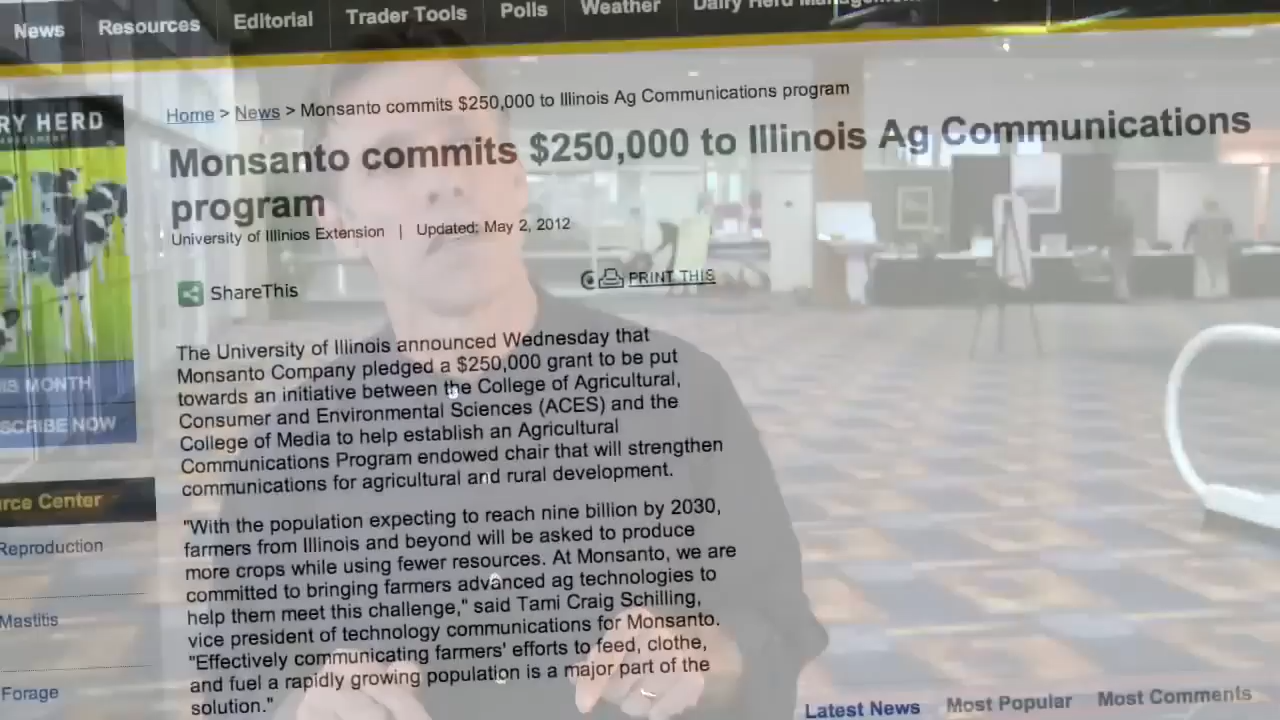 News Resources Editorial Trader Tools Polls Weather Dairy Herd
RY HERD
Home > News > Monsanto commits $250,000 to Illinois Ag Communications program
Monsanto commits $250,000 to Illinois Ag Communications
program
University of Illinios Extension | Updated: May 2, 2012
ShareThis
PRINT THIS
The University of Illinois announced Wednesday that
Monsanto Company pledged a $250,000 grant to be put
towards an initiative between the College of Agricultural,
Consumer and Environmental Sciences (ACES) and the
College of Media to help establish an Agricultural
Communications Program endowed chair that will strengthen
communications for agricultural and rural development.
"With the population expecting to reach nine billion by 2030,
farmers from Illinois and beyond will be asked to produce
more crops while using fewer resources. At Monsanto, we are
committed to bringing farmers advanced ag technologies to
help them meet this challenge," said Tami Craig Schilling,
vice president of technology communications for Monsanto.
"Effectively communicating farmers' efforts to feed, clothe,
and fuel a rapidly growing population is a major part of the
solution."
MONTH
SCRIBE NOW
rce Center
Reproduction
Mastitis
Forage
Latest News Most Popular Most Comments